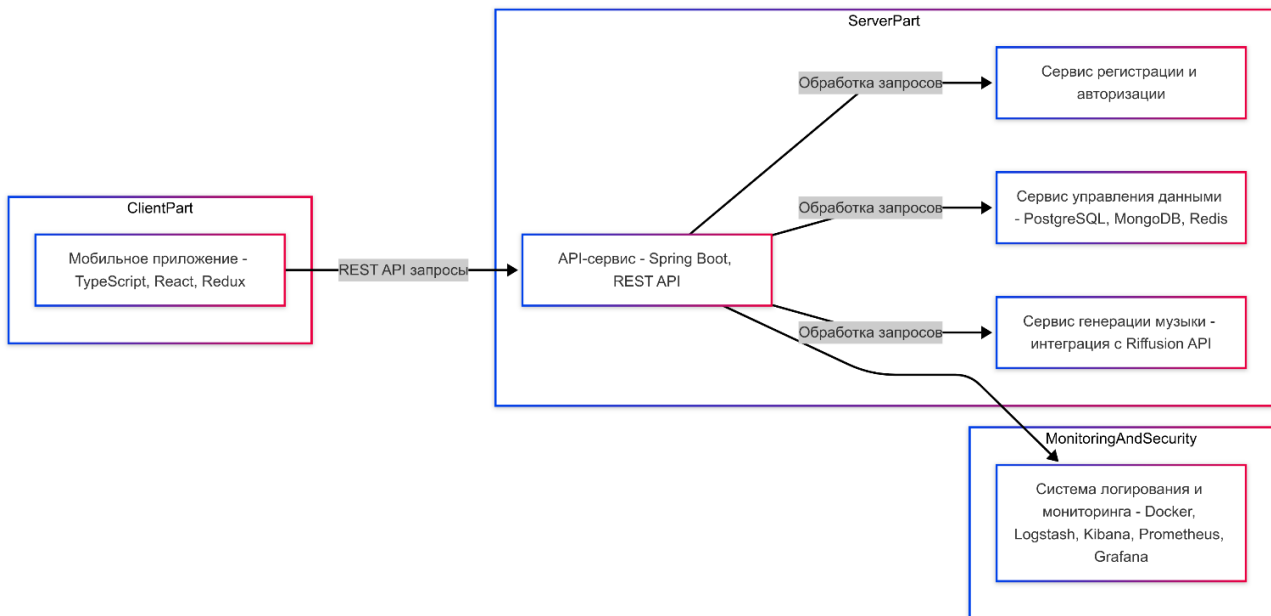 ServerPart
Обработка запросов
Сервис регистрации и
авторизации
ClientPart
Мобильное приложение -
TypeScript, React, Redux
REST API запросы
API-сервис - Spring Boot,
REST API
Обработка запросов
Сервис управления данными
- PostgreSQL, MongoDB, Redis
Обработка запросов
Сервис генерации музыки -
интеграция с Riffusion API
MonitoringAndSecurity
Система логирования и
мониторинга - Docker,
Logstash, Kibana, Prometheus,
Grafana